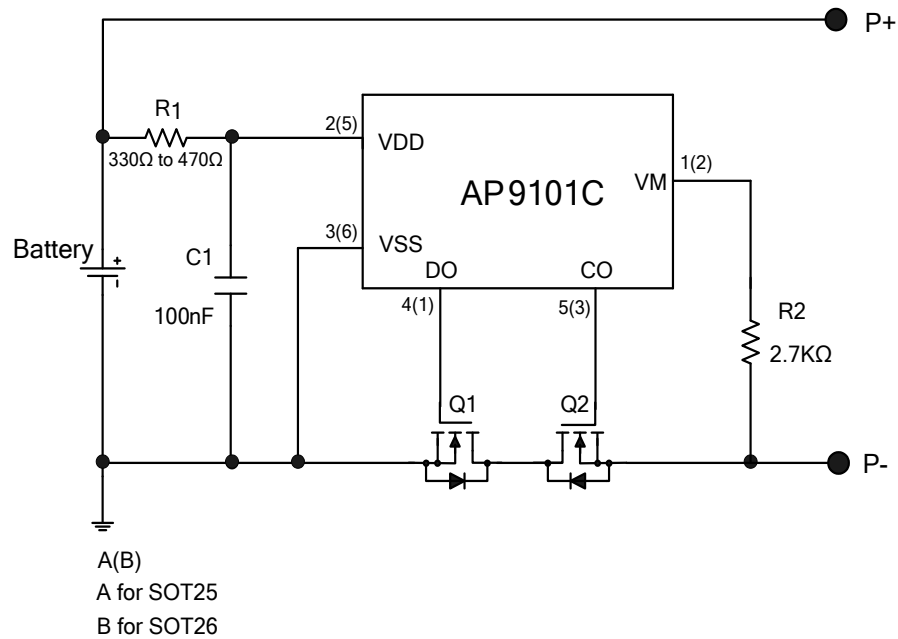 P+
R1
330Ω to 470Ω
2(5)
VDD
1(2)
VM
AP9101C
3(6)
VSS
Battery
+
-
C1
100nF
DO
CO
4(1)
5(3)
R2
2.7KΩ
Q1
Q2
P-
A(B)
A for SOT25
B for SOT26